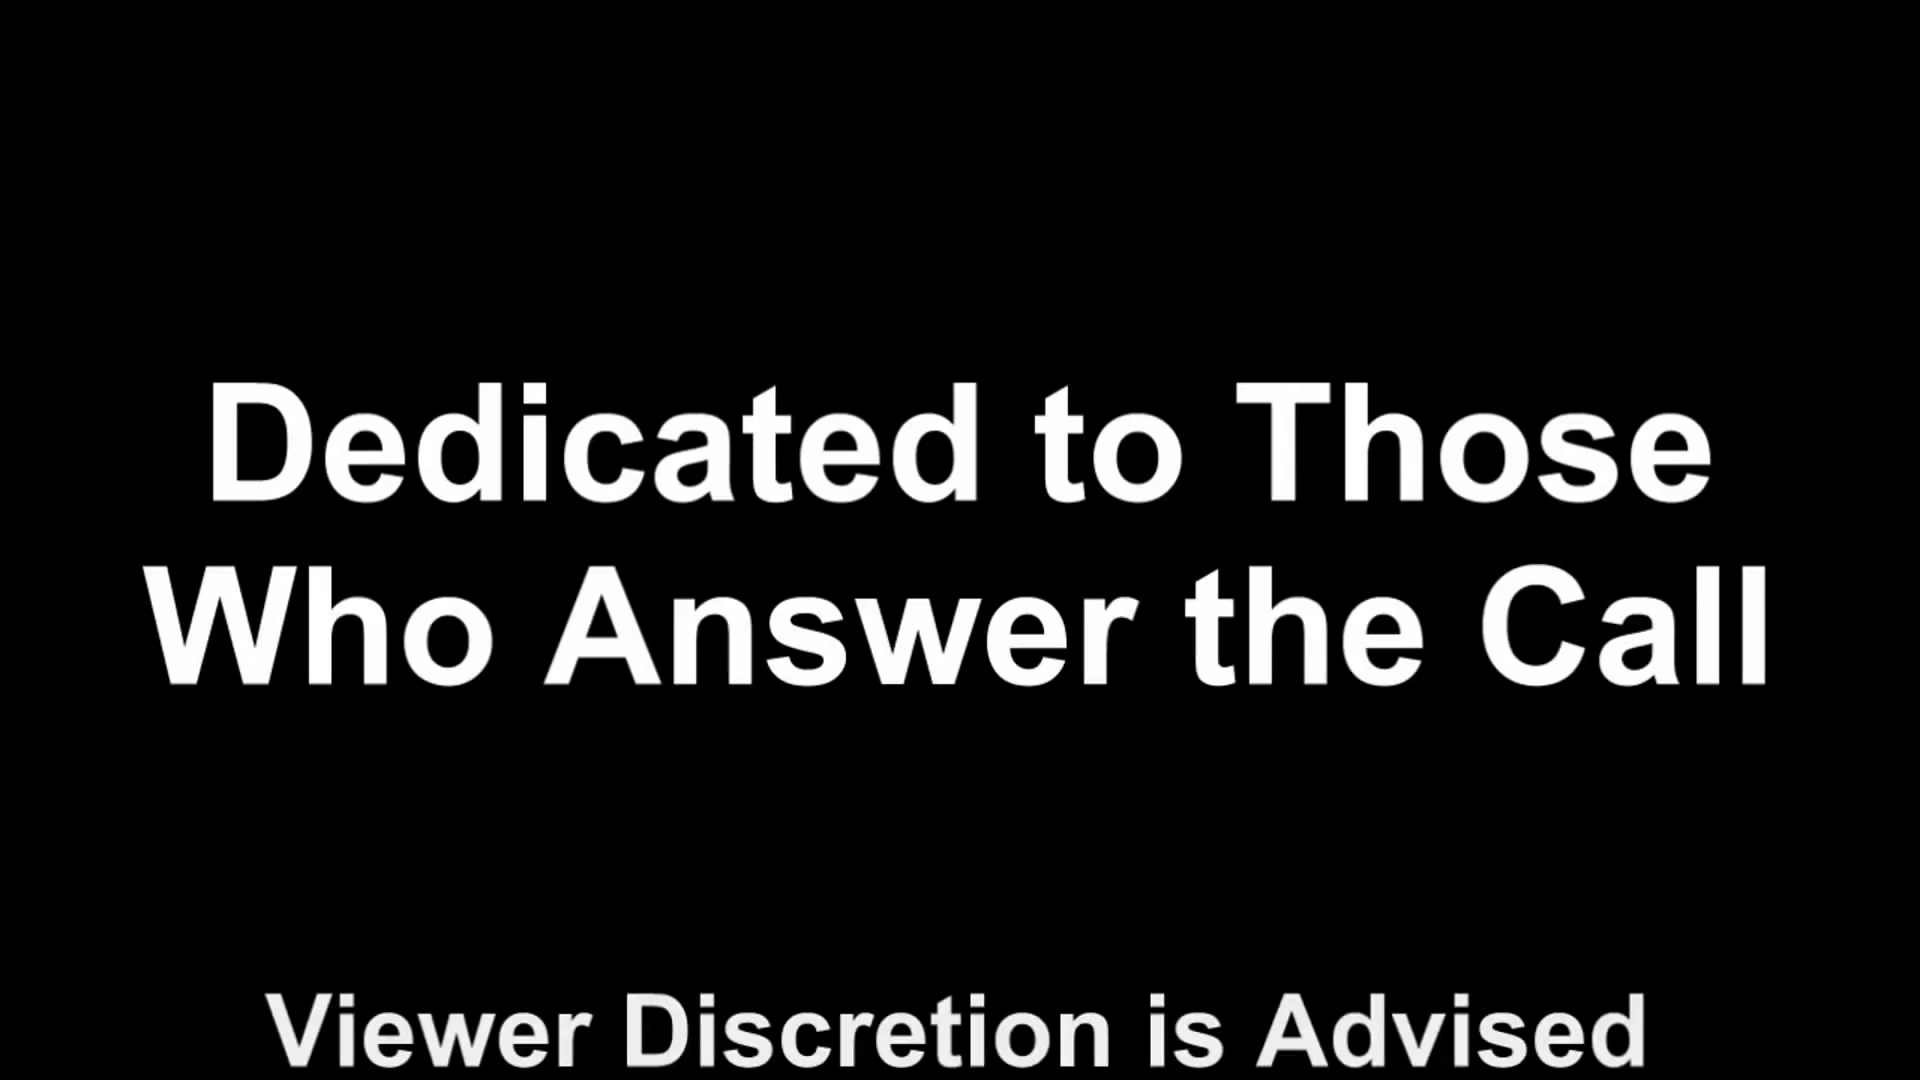 Dedicated to Those
Who Answer the Call
Viewer Discretion is Advised